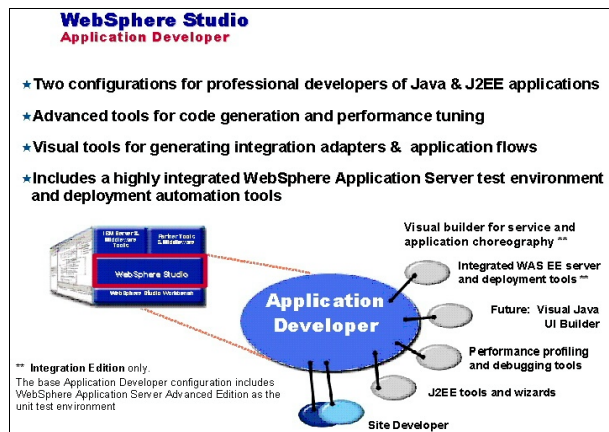 WebSphere Studio
Application Developer
★Two configurations for professional developers of Java & J2EE applications
★Advanced tools for code generation and performance tuning
★Visual tools for generating integration adapters & application flows
★Includes a highly integrated WebSphere Application Server test environment
and deployment automation tools
IBM Server &
Middleware
Tools
Partner Tools
& Middleware
WebSphere Studio
WebSphere Studio Workbench
Application
Developer
Visual builder for service and
application choreography **
Integrated WAS EE server
and deployment tools **
Future: Visual Java
UI Builder
Performance profiling
and debugging tools
J2EE tools and wizards
Site Developer
** Integration Edition only.
The base Application Developer configuration includes
WebSphere Application Server Advanced Edition as the
unit test environment